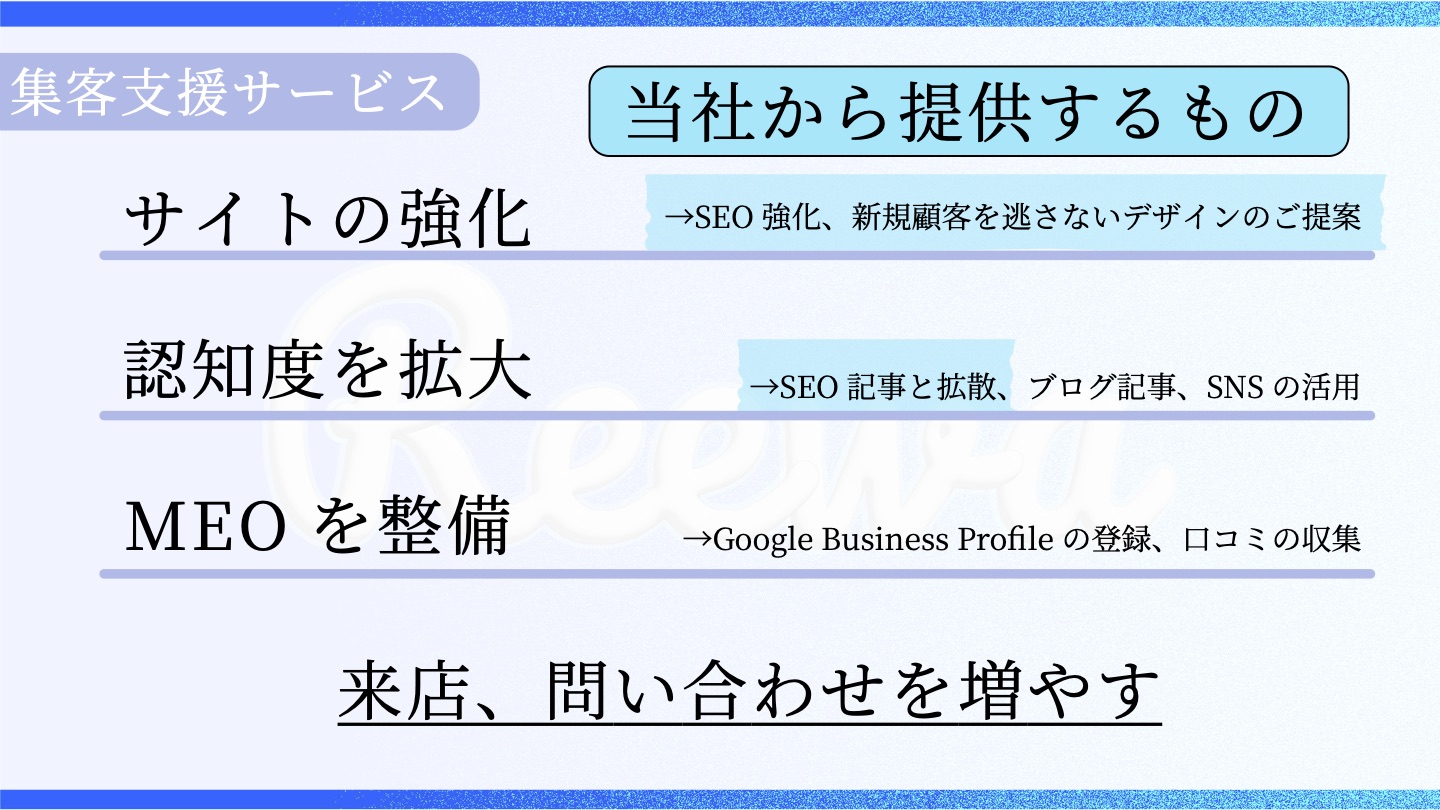 集客支援サービス
当社から提供するもの
サイトの強化
→SEO 強化、新規顧客を逃さないデザインのご提案
認知度を拡大
→SEO 記事と拡散、ブログ記事、SNS の活用
MEO を整備
→Google Business Profile の登録、口コミの収集
来店、問い合わせを増やす